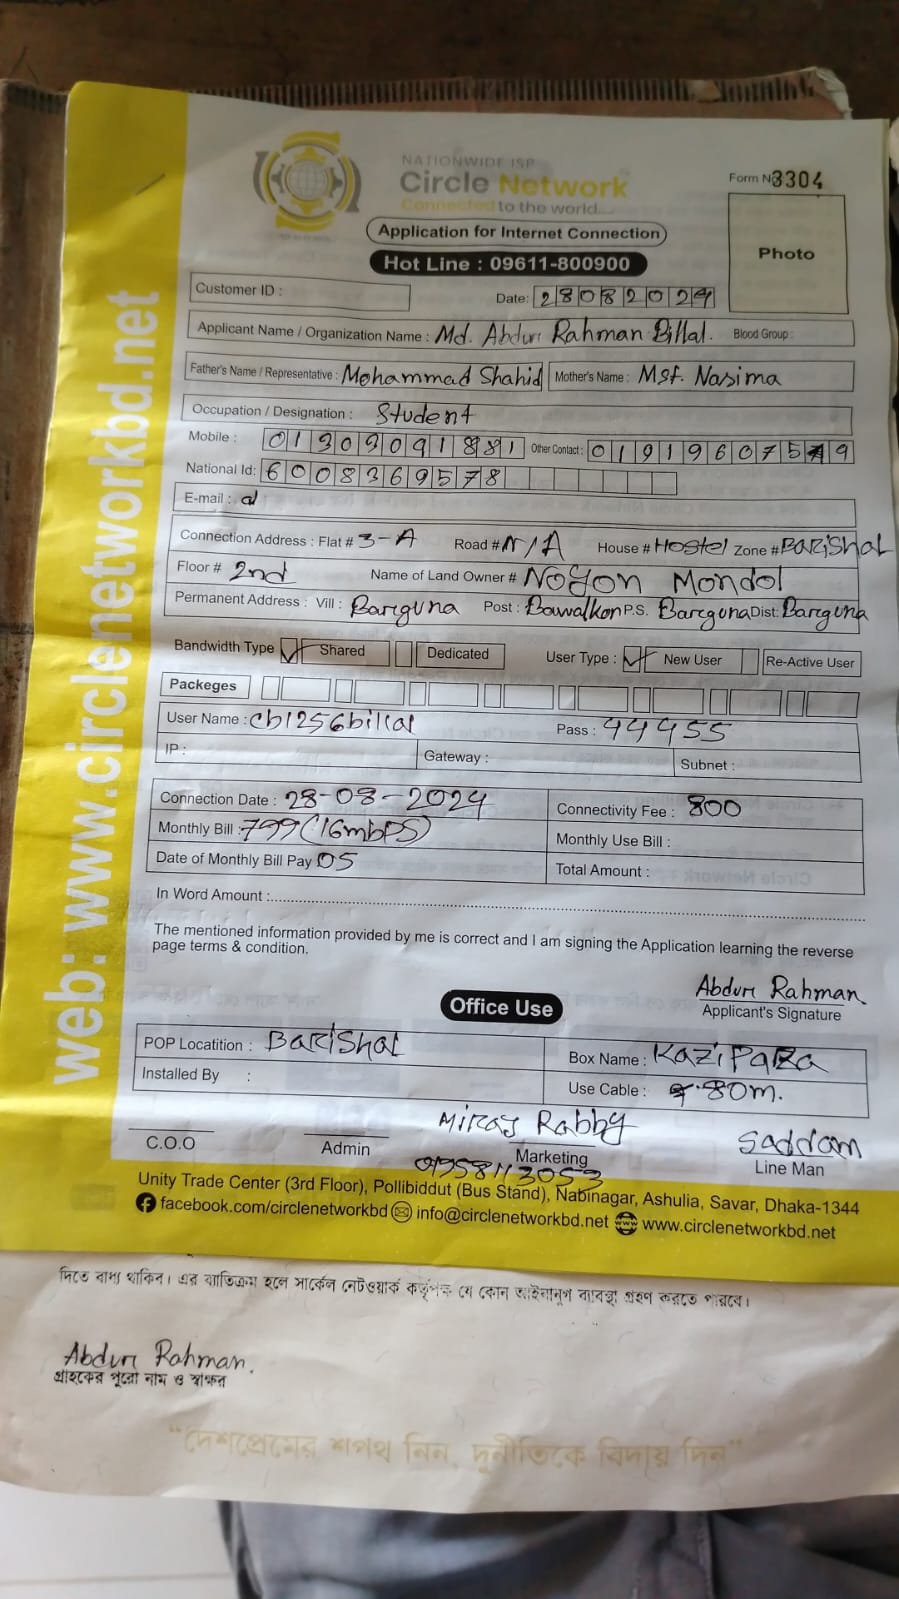 NATIONWIDE ISP
Circle Network
Connected to the world...
Form No 3304
Application for Internet Connection
Hot Line : 09611-800900
Photo
Customer ID :
Date: 28082024
Applicant Name / Organization Name : Md. Abdur Rahman Billal. Blood Group :
Father's Name / Representative : Mohammad Shahid Mother's Name : Mst. Nasima
Occupation / Designation : Student
Mobile : 01303091881 Other Contact : 0191960759
National Id: 6008369578
E-mail :
Connection Address : Flat # 3-A Road # N/A House # Hostel Zone # BARISHAL
Floor # 2nd Name of Land Owner # Noyon Mondol
Permanent Address : Vill : Barguna Post : Bawalkon P.S. Barguna Dist: Barguna
Bandwidth Type Shared Dedicated User Type : New User Re-Active User
Packeges
User Name : cb1256billal Pass : 44455
IP : Gateway : Subnet :
Connection Date : 28-08-2024 Connectivity Fee : 800
Monthly Bill : 799 (16mbps) Monthly Use Bill :
Date of Monthly Bill Pay 05 Total Amount :
In Word Amount :
The mentioned information provided by me is correct and I am signing the Application learning the reverse
page terms & condition.
Abdur Rahman.
Applicant's Signature
Office Use
POP Locatition : BARISHAL Box Name : KAZIPARA
Installed By : Use Cable : 80m.
C.O.O Admin Miraj Rabby Marketing Saddam Line Man
01958113053
Unity Trade Center (3rd Floor), Pollibiddut (Bus Stand), Nabinagar, Ashulia, Savar, Dhaka-1344
facebook.com/circlenetworkbd info@circlenetworkbd.net www.circlenetworkbd.net
web: www.circlenetworkbd.net
দিতে বাধ্য থাকিব। এর ব্যতিক্রম হলে সার্কেল নেটওয়ার্ক কর্তৃপক্ষ যে কোন আইনানুগ ব্যবস্থা গ্রহণ করতে পারবে।
Abdur Rahman.
গ্রাহকের পুরো নাম ও স্বাক্ষর
"দেশপ্রেমের শপথ নিন, দুর্নীতিকে বিদায় দিন"